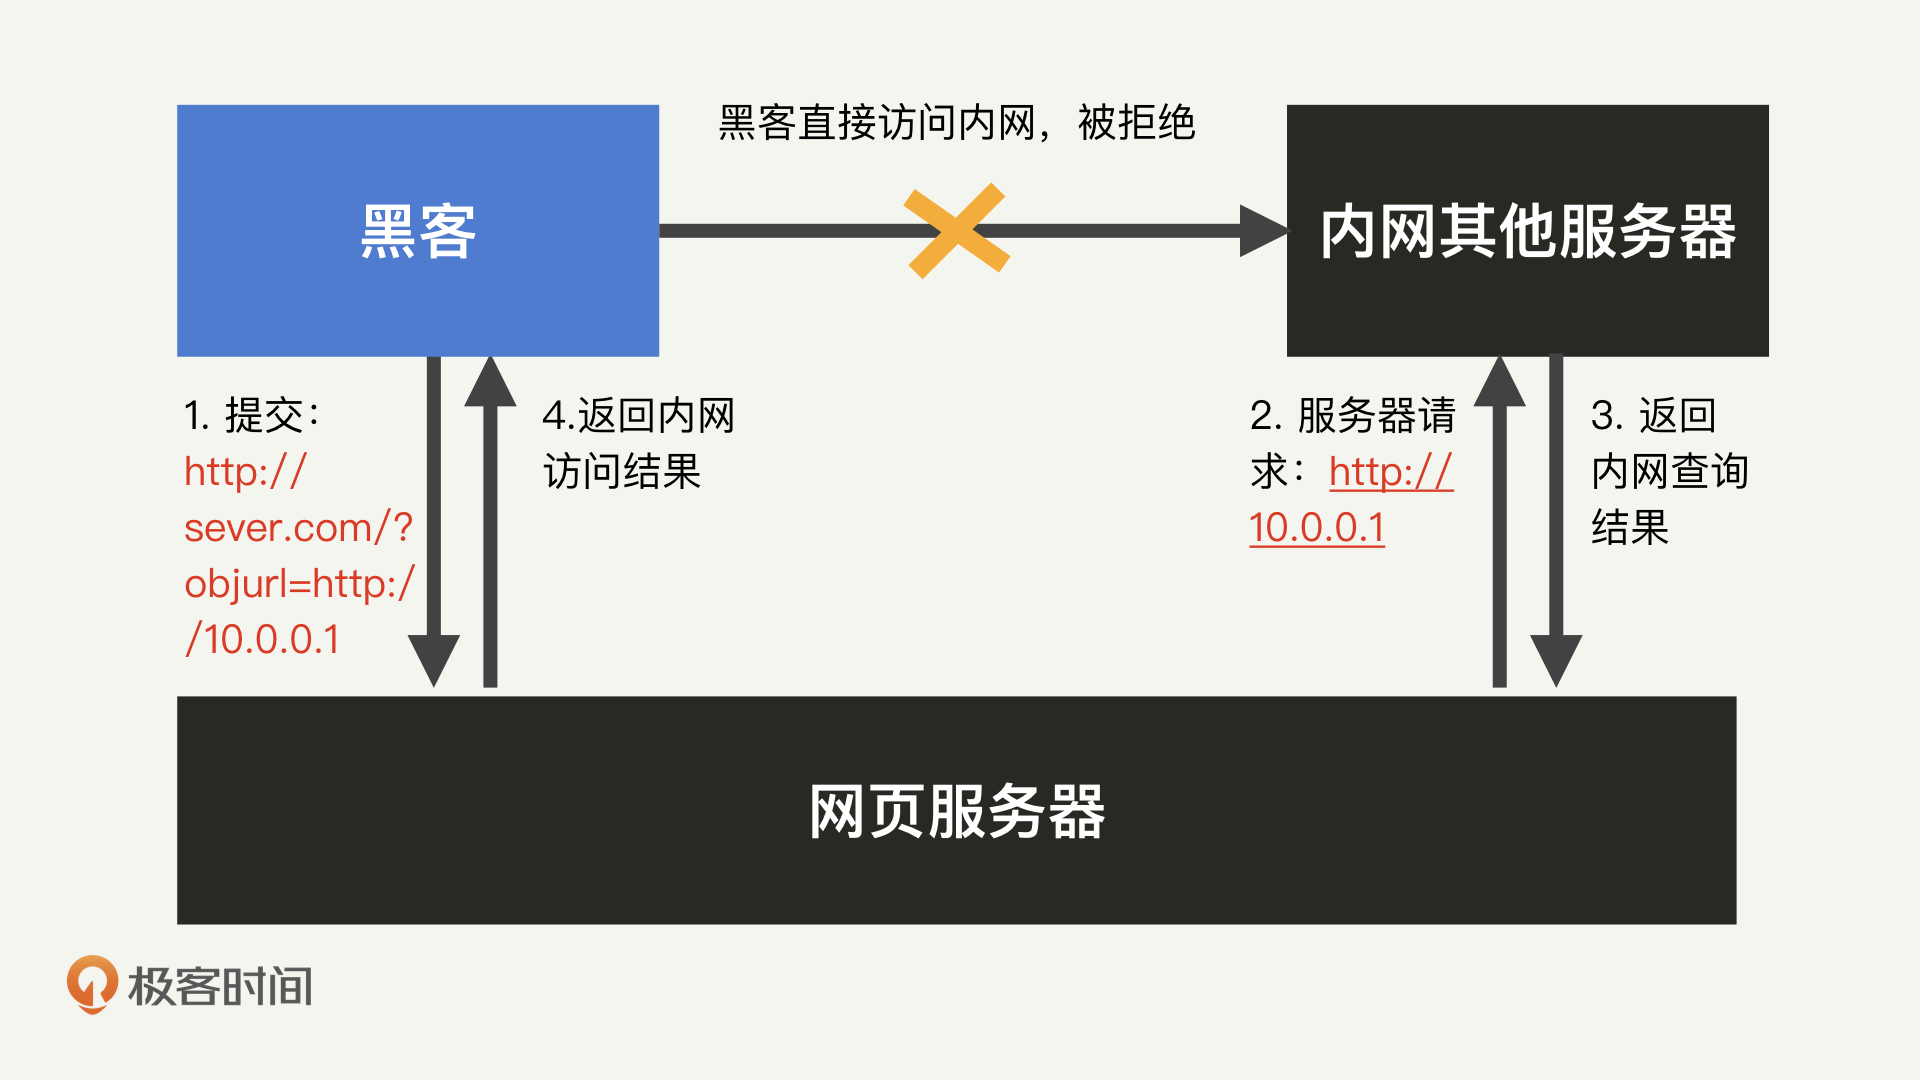 黑客直接访问内网，被拒绝
黑客
内网其他服务器
1. 提交：
http://
sever.com/?
objurl=http:/
/10.0.0.1
4.返回内网
访问结果
2. 服务器请
求：http://
10.0.0.1
3. 返回
内网查询
结果
网页服务器
极客时间